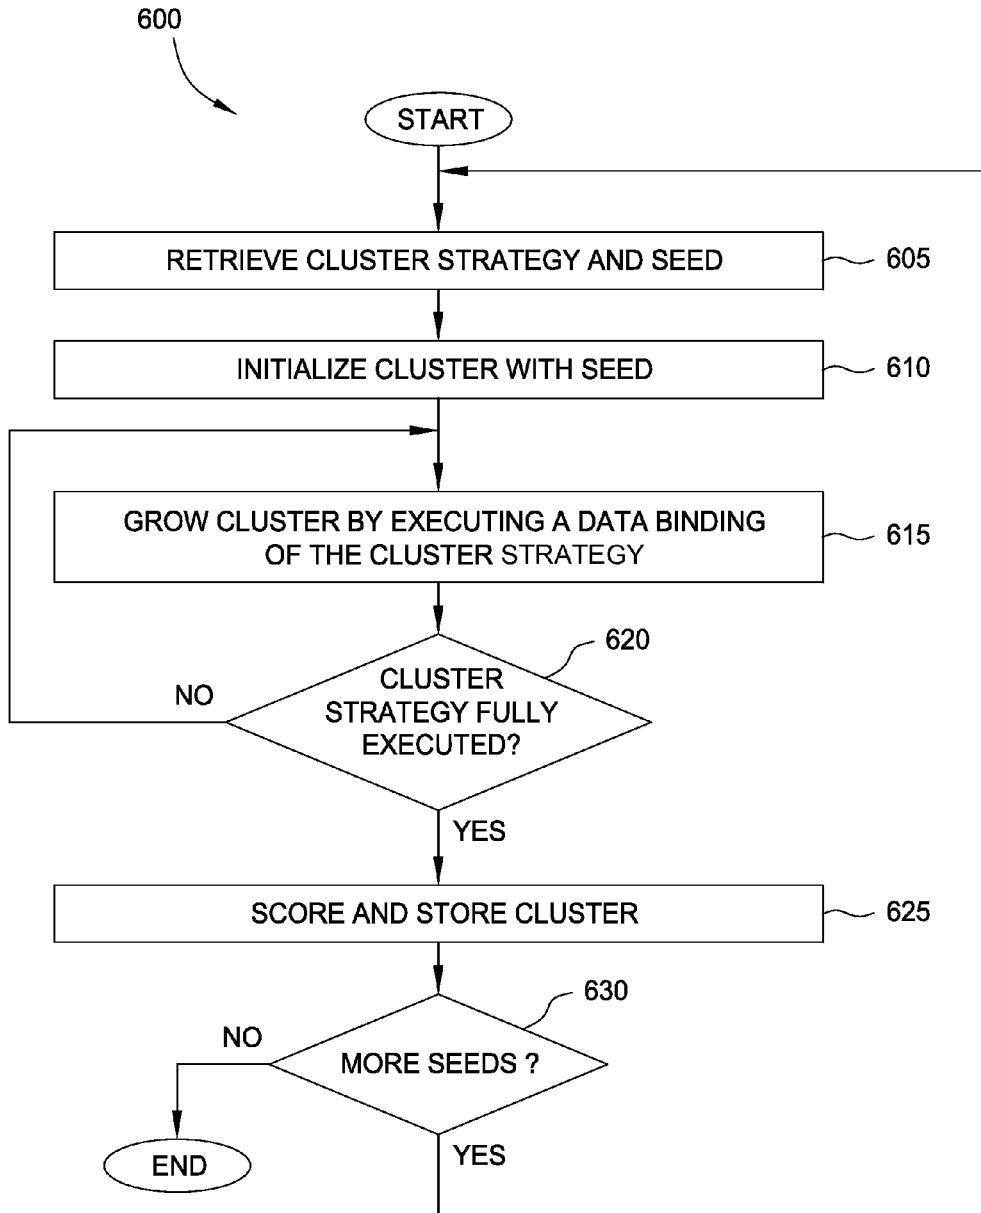 600
START
RETRIEVE CLUSTER STRATEGY AND SEED
605
INITIALIZE CLUSTER WITH SEED
610
GROW CLUSTER BY EXECUTING A DATA BINDING
OF THE CLUSTER STRATEGY
615
620
CLUSTER
STRATEGY FULLY
EXECUTED?
NO
YES
SCORE AND STORE CLUSTER
625
630
MORE SEEDS ?
NO
YES
END